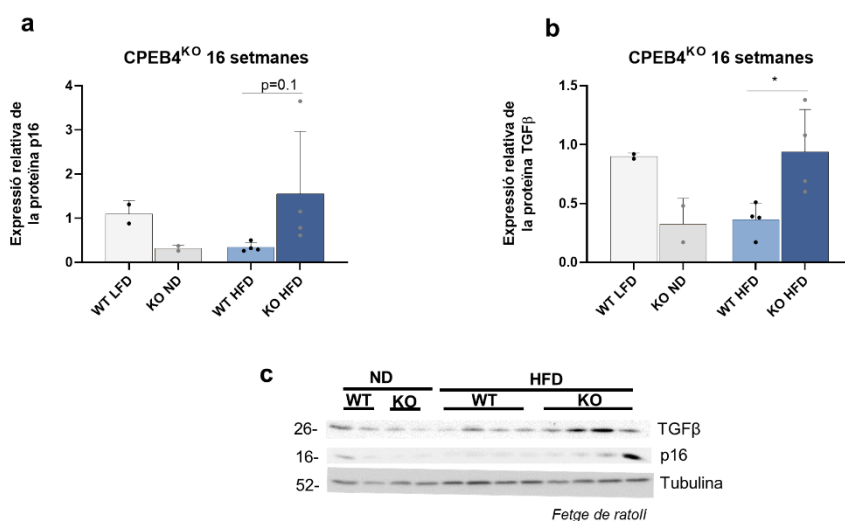 a
CPEB4KO 16 setmanes
Expressió relativa de
la proteïna p16
4
3
2
1
0
p=0.1
WT LFD
KO ND
WT HFD
KO HFD
b
CPEB4KO 16 setmanes
Expressió relativa de
la proteïna TGFβ
1.5
1.0
0.5
0.0
*
WT LFD
KO ND
WT HFD
KO HFD
c
ND HFD
WT KO WT KO
26- TGFβ
16- p16
52- Tubulina
Fetge de ratolí